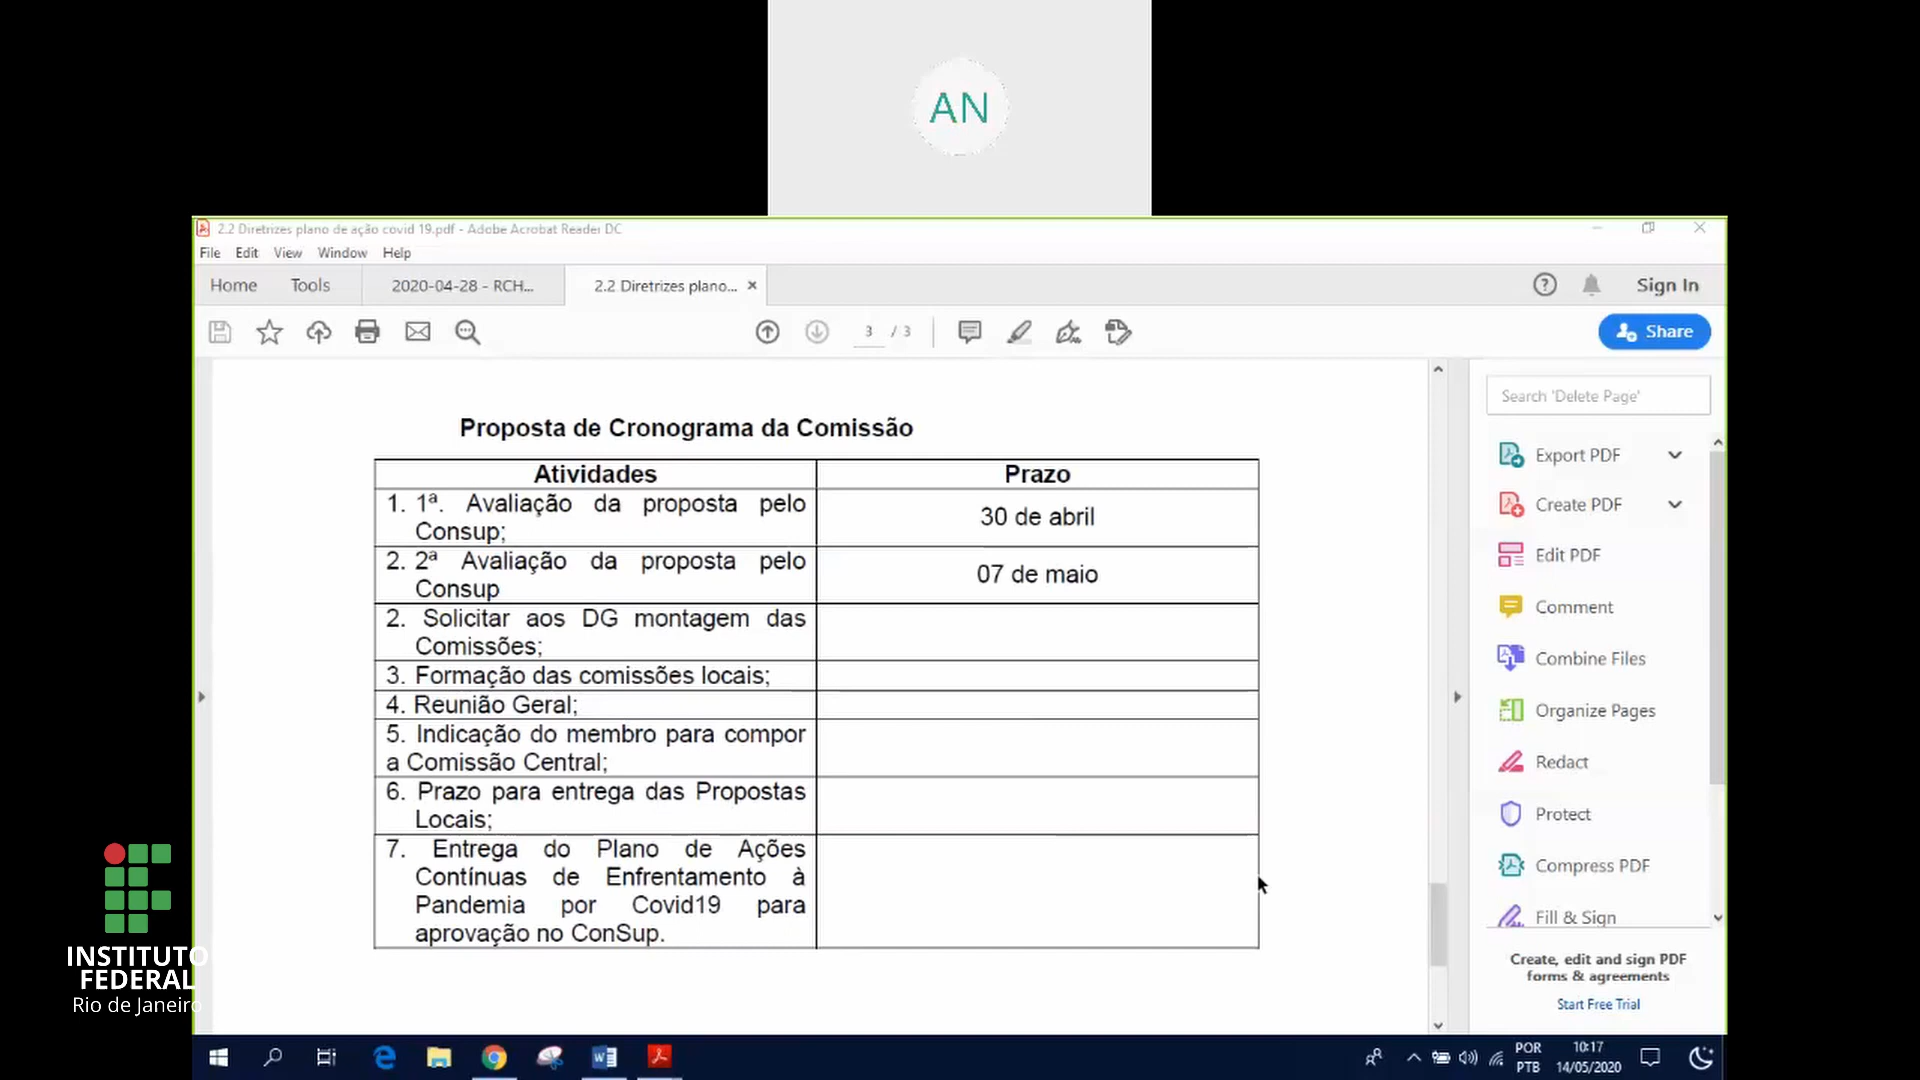 AN
2.2 Diretrizes plano de ação covid 19.pdf - Adobe Acrobat Reader DC
File Edit View Window Help
Home Tools 2020-04-28 - RCH... 2.2 Diretrizes plano... × Sign In
3 / 3 Share
Search 'Delete Page'
Proposta de Cronograma da Comissão
Atividades Prazo
1. 1ª. Avaliação da proposta pelo
Consup;
30 de abril
2. 2ª Avaliação da proposta pelo
Consup
07 de maio
2. Solicitar aos DG montagem das
Comissões;
3. Formação das comissões locais;
4. Reunião Geral;
5. Indicação do membro para compor
a Comissão Central;
6. Prazo para entrega das Propostas
Locais;
7. Entrega do Plano de Ações
Contínuas de Enfrentamento à
Pandemia por Covid19 para
aprovação no ConSup.
Export PDF
Create PDF
Edit PDF
Comment
Combine Files
Organize Pages
Redact
Protect
Compress PDF
Fill & Sign
Create, edit and sign PDF
forms & agreements
Start Free Trial
INSTITUTO
FEDERAL
Rio de Janeiro
POR
PTB
10:17
14/05/2020